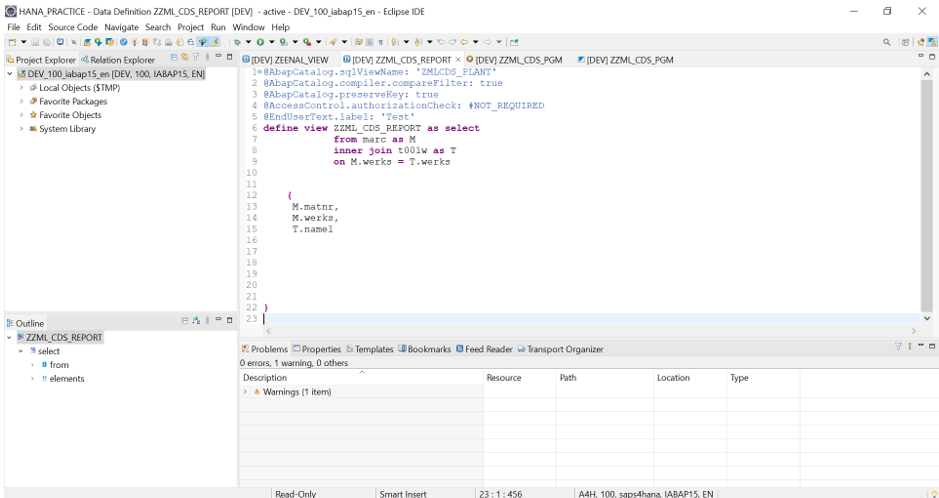 HANA_PRACTICE - Data Definition ZZML_CDS_REPORT [DEV] - active - DEV_100_iabap15_en - Eclipse IDE
File Edit Source Code Navigate Search Project Run Window Help
Project Explorer Relation Explorer
DEV_100_iabap15_en [DEV, 100, IABAP15, EN]
Local Objects ($TMP)
Favorite Packages
Favorite Objects
System Library
[DEV] ZEENAL_VIEW [DEV] ZZML_CDS_REPORT [DEV] ZZML_CDS_PGM [DEV] ZZML_CDS_PGM
1 @AbapCatalog.sqlViewName: 'ZMLCDS_PLANT'
2 @AbapCatalog.compiler.compareFilter: true
3 @AbapCatalog.preserveKey: true
4 @AccessControl.authorizationCheck: #NOT_REQUIRED
5 @EndUserText.label: 'Test'
6 define view ZZML_CDS_REPORT as select
7 from marc as M
8 inner join t001w as T
9 on M.werks = T.werks
10
11
12 {
13 M.matnr,
14 M.werks,
15 T.name1
16
17
18
19
20
21
22 }
23
Outline
ZZML_CDS_REPORT
select
from
elements
Problems Properties Templates Bookmarks Feed Reader Transport Organizer
0 errors, 1 warning, 0 others
Description Resource Path Location Type
Warnings (1 item)
Read-Only Smart Insert 23 : 1 : 456 A4H, 100, saps4hana, IABAP15, EN